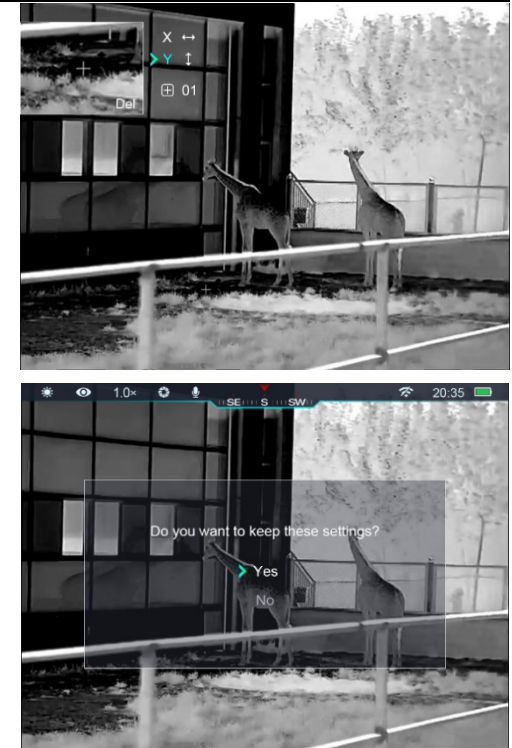 X
Y
01
Del
1.0×
20:35
SE S SW
Do you want to keep these settings?
Yes
No